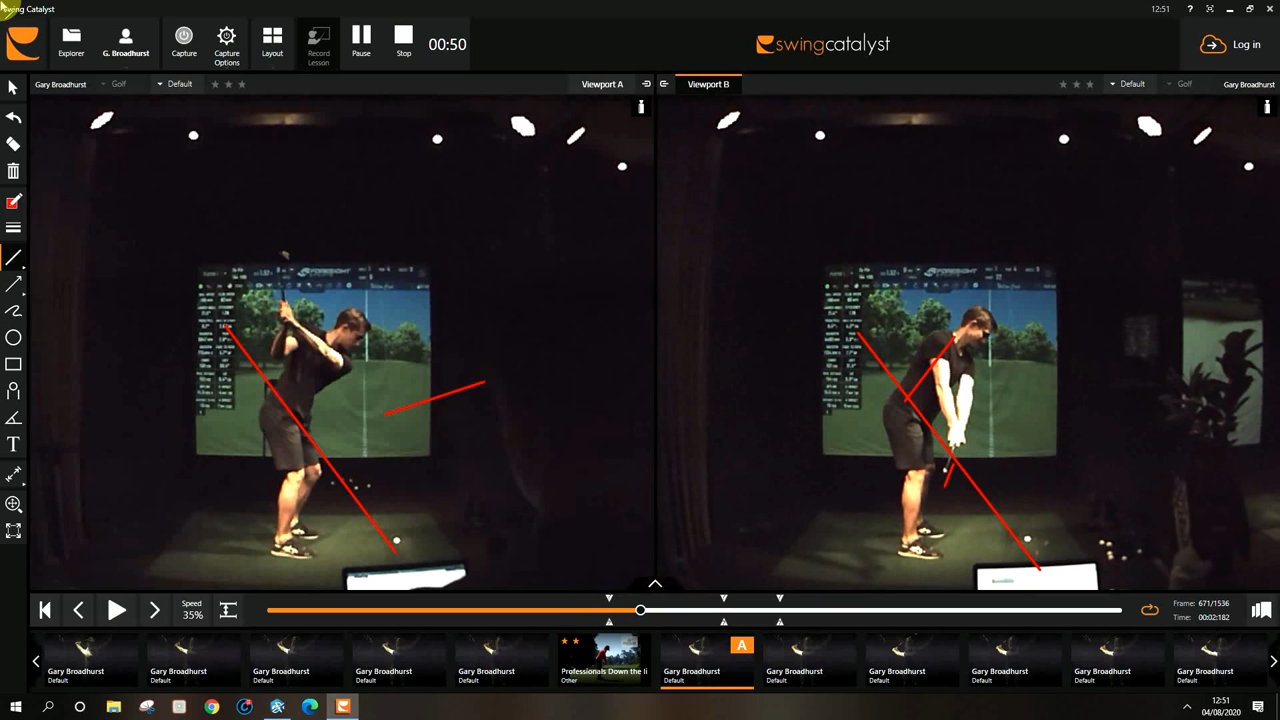 Swing Catalyst
12:51
Explorer
G. Broadhurst
Capture
Capture
Options
Layout
Record
Lesson
Pause
Stop
00:50
swingcatalyst
Log in
Gary Broadhurst
Golf
Default
Viewport A
Viewport B
Default
Golf
Gary Broadhurst
FORESIGHT
FORESIGHT
T
Speed
35%
Frame: 671/1536
Time: 00:02:182
Gary Broadhurst
Default
Gary Broadhurst
Default
Gary Broadhurst
Default
Gary Broadhurst
Default
Gary Broadhurst
Default
Professionals Down the li
Other
A
Gary Broadhurst
Default
Gary Broadhurst
Default
Gary Broadhurst
Default
Gary Broadhurst
Default
Gary Broadhurst
Default
Gary Broadhurst
Default
12:51
04/08/2020